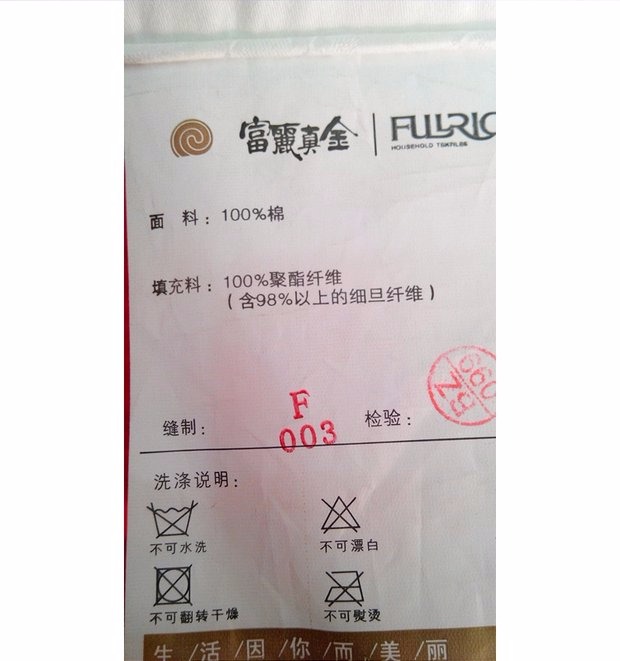 富麗真金 FULLRIC
HOUSEHOLD TEXTILES
面 料：100%棉
填充料：100%聚酯纤维
（含98%以上的细旦纤维）
缝制：
F
003
检验：
洗涤说明：
不可水洗
不可漂白
不可翻转干燥
不可熨烫
生/活/因/你/而/美/丽